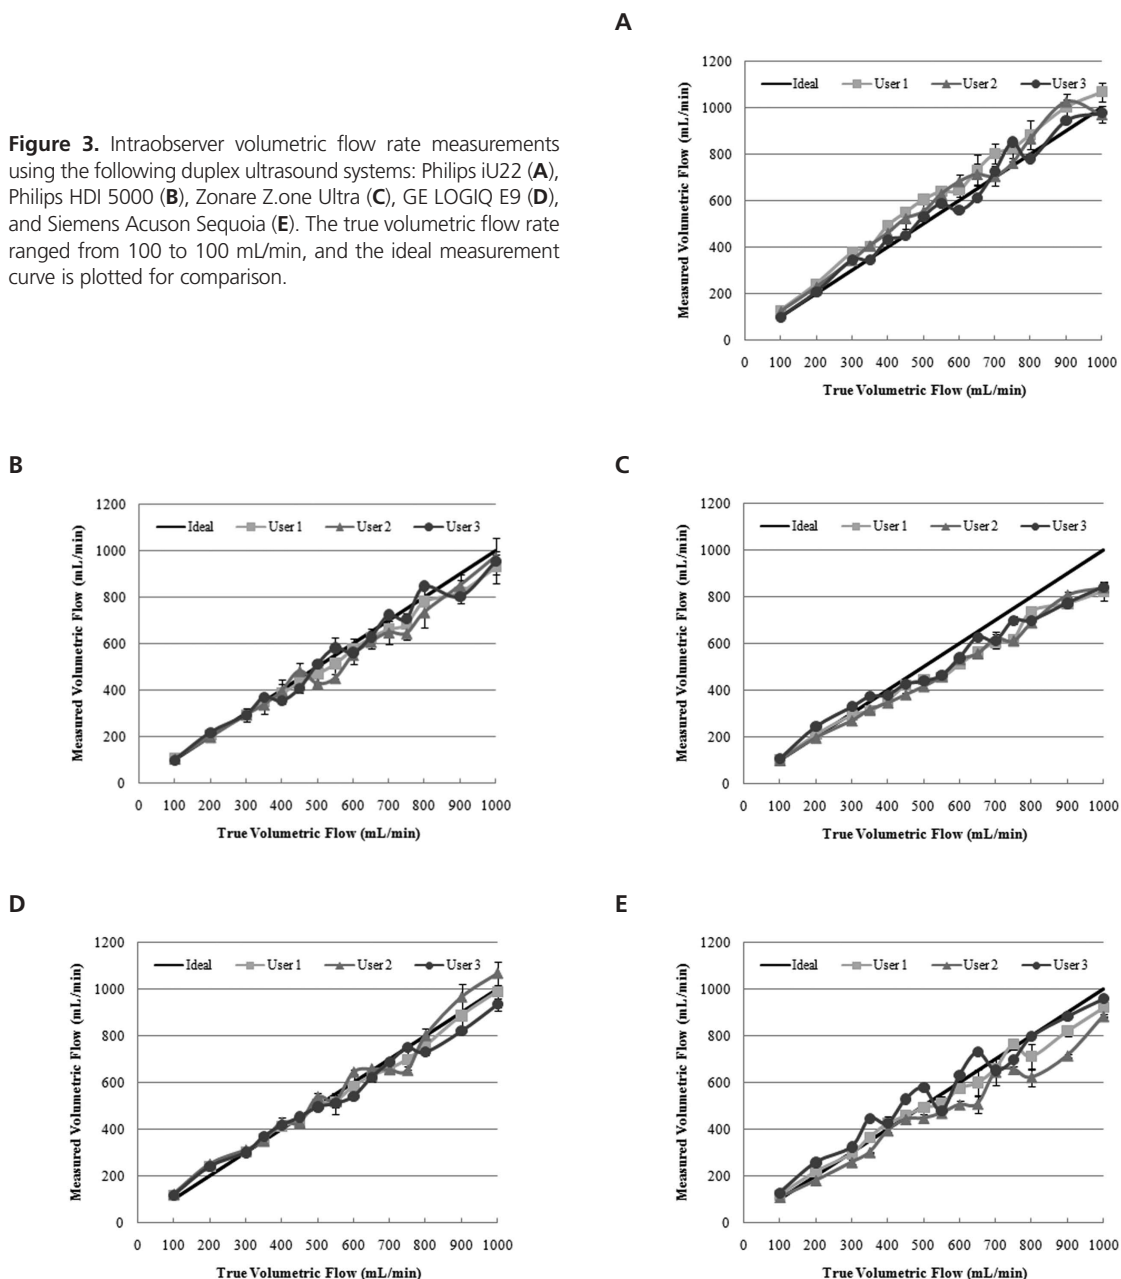 A
Figure 3. Intraobserver volumetric flow rate measurements
using the following duplex ultrasound systems: Philips iU22 (A),
Philips HDI 5000 (B), Zonare Z.one Ultra (C), GE LOGIQ E9 (D),
and Siemens Acuson Sequoia (E). The true volumetric flow rate
ranged from 100 to 100 mL/min, and the ideal measurement
curve is plotted for comparison.
Measured Volumetric Flow (mL/min)
1200
1000
800
600
400
200
0
Ideal User 1 User 2 User 3
0 100 200 300 400 500 600 700 800 900 1000
True Volumetric Flow (mL/min)
B
Measured Volumetric Flow (mL/min)
1200
1000
800
600
400
200
0
Ideal User 1 User 2 User 3
0 100 200 300 400 500 600 700 800 900 1000
True Volumetric Flow (mL/min)
C
Measured Volumetric Flow (mL/min)
1200
1000
800
600
400
200
0
Ideal User 1 User 2 User 3
0 100 200 300 400 500 600 700 800 900 1000
True Volumetric Flow (mL/min)
D
Measured Volumetric Flow (mL/min)
1200
1000
800
600
400
200
0
Ideal User 1 User 2 User 3
0 100 200 300 400 500 600 700 800 900 1000
True Volumetric Flow (mL/min)
E
Measured Volumetric Flow (mL/min)
1200
1000
800
600
400
200
0
Ideal User 1 User 2 User 3
0 100 200 300 400 500 600 700 800 900 1000
True Volumetric Flow (mL/min)